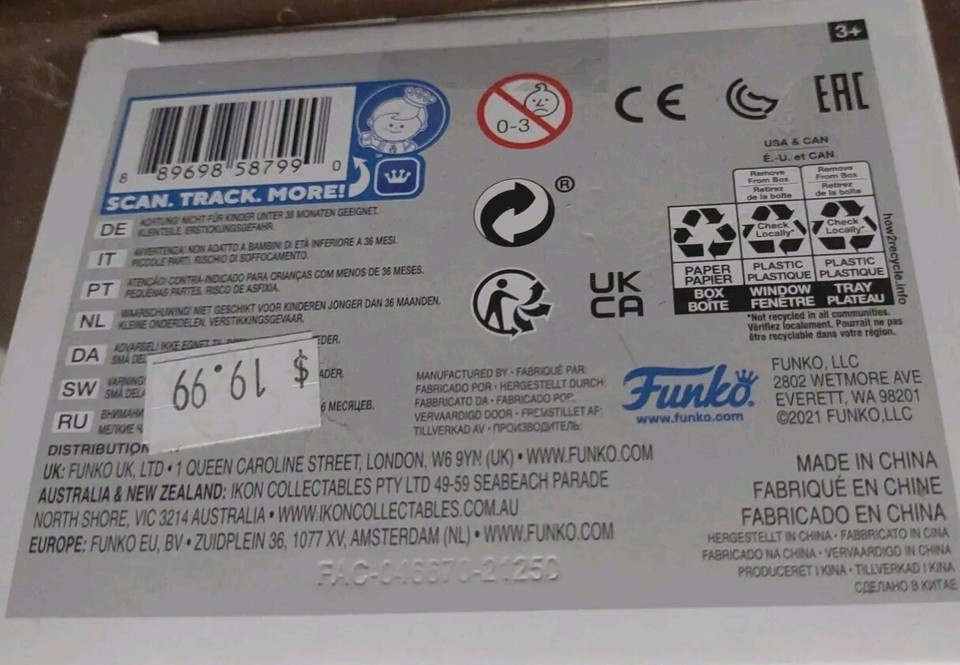 3+
8 89698 58799 0
SCAN. TRACK. MORE!
0-3
CE
EAC
USA & CAN
É.-U. et CAN
Remove From Box
Retirez de la boîte
Remove From Box
Retirez de la boîte
Check Locally*
Check Locally*
PAPER PAPIER
PLASTIC PLASTIQUE
PLASTIC PLASTIQUE
BOX BOÎTE
WINDOW FENÊTRE
TRAY PLATEAU
how2recycle.info
*Not recycled in all communities.
Vérifiez localement. Pourrait ne pas
être recyclable dans votre région.
®
UK
CA
DE ACHTUNG! NICHT FÜR KINDER UNTER 36 MONATEN GEEIGNET.
KLEINTEILE. ERSTICKUNGSGEFAHR.
IT AVVERTENZA: NON ADATTO A BAMBINI DI ETÀ INFERIORE A 36 MESI.
PICCOLE PARTI. RISCHIO DI SOFFOCAMENTO.
PT ATENÇÃO! CONTRA-INDICADO PARA CRIANÇAS COM MENOS DE 36 MESES.
PEQUENAS PARTES. RISCO DE ASFIXIA.
NL WAARSCHUWING! NIET GESCHIKT VOOR KINDEREN JONGER DAN 36 MAANDEN.
KLEINE ONDERDELEN. VERSTIKKINGSGEVAAR.
DA ADVARSEL! IKKE EGNET
SMÅ
SW VARNING
SMÅ
RU
6 МЕСЯЦЕВ.
МЕЛКИЕ
$ 19.99
MANUFACTURED BY • FABRIQUÉ PAR:
FABRICADO POR • HERGESTELLT DURCH:
FABBRICATO DA • FABRICADO POR:
VERVAARDIGD DOOR • FREMSTILLET AF:
TILLVERKAD AV • ПРОИЗВОДИТЕЛЬ:
Funko
www.funko.com
FUNKO, LLC
2802 WETMORE AVE
EVERETT, WA 98201
©2021 FUNKO,LLC
DISTRIBUTION
UK: FUNKO UK, LTD • 1 QUEEN CAROLINE STREET, LONDON, W6 9YN (UK) • WWW.FUNKO.COM
AUSTRALIA & NEW ZEALAND: IKON COLLECTABLES PTY LTD 49-59 SEABEACH PARADE
NORTH SHORE, VIC 3214 AUSTRALIA • WWW.IKONCOLLECTABLES.COM.AU
EUROPE: FUNKO EU, BV • ZUIDPLEIN 36, 1077 XV, AMSTERDAM (NL) • WWW.FUNKO.COM
MADE IN CHINA
FABRIQUÉ EN CHINE
FABRICADO EN CHINA
HERGESTELLT IN CHINA • FABBRICATO IN CINA
FABRICADO NA CHINA • VERVAARDIGD IN CHINA
PRODUCERET I KINA • TILLVERKAD I KINA
СДЕЛАНО В КИТАЕ